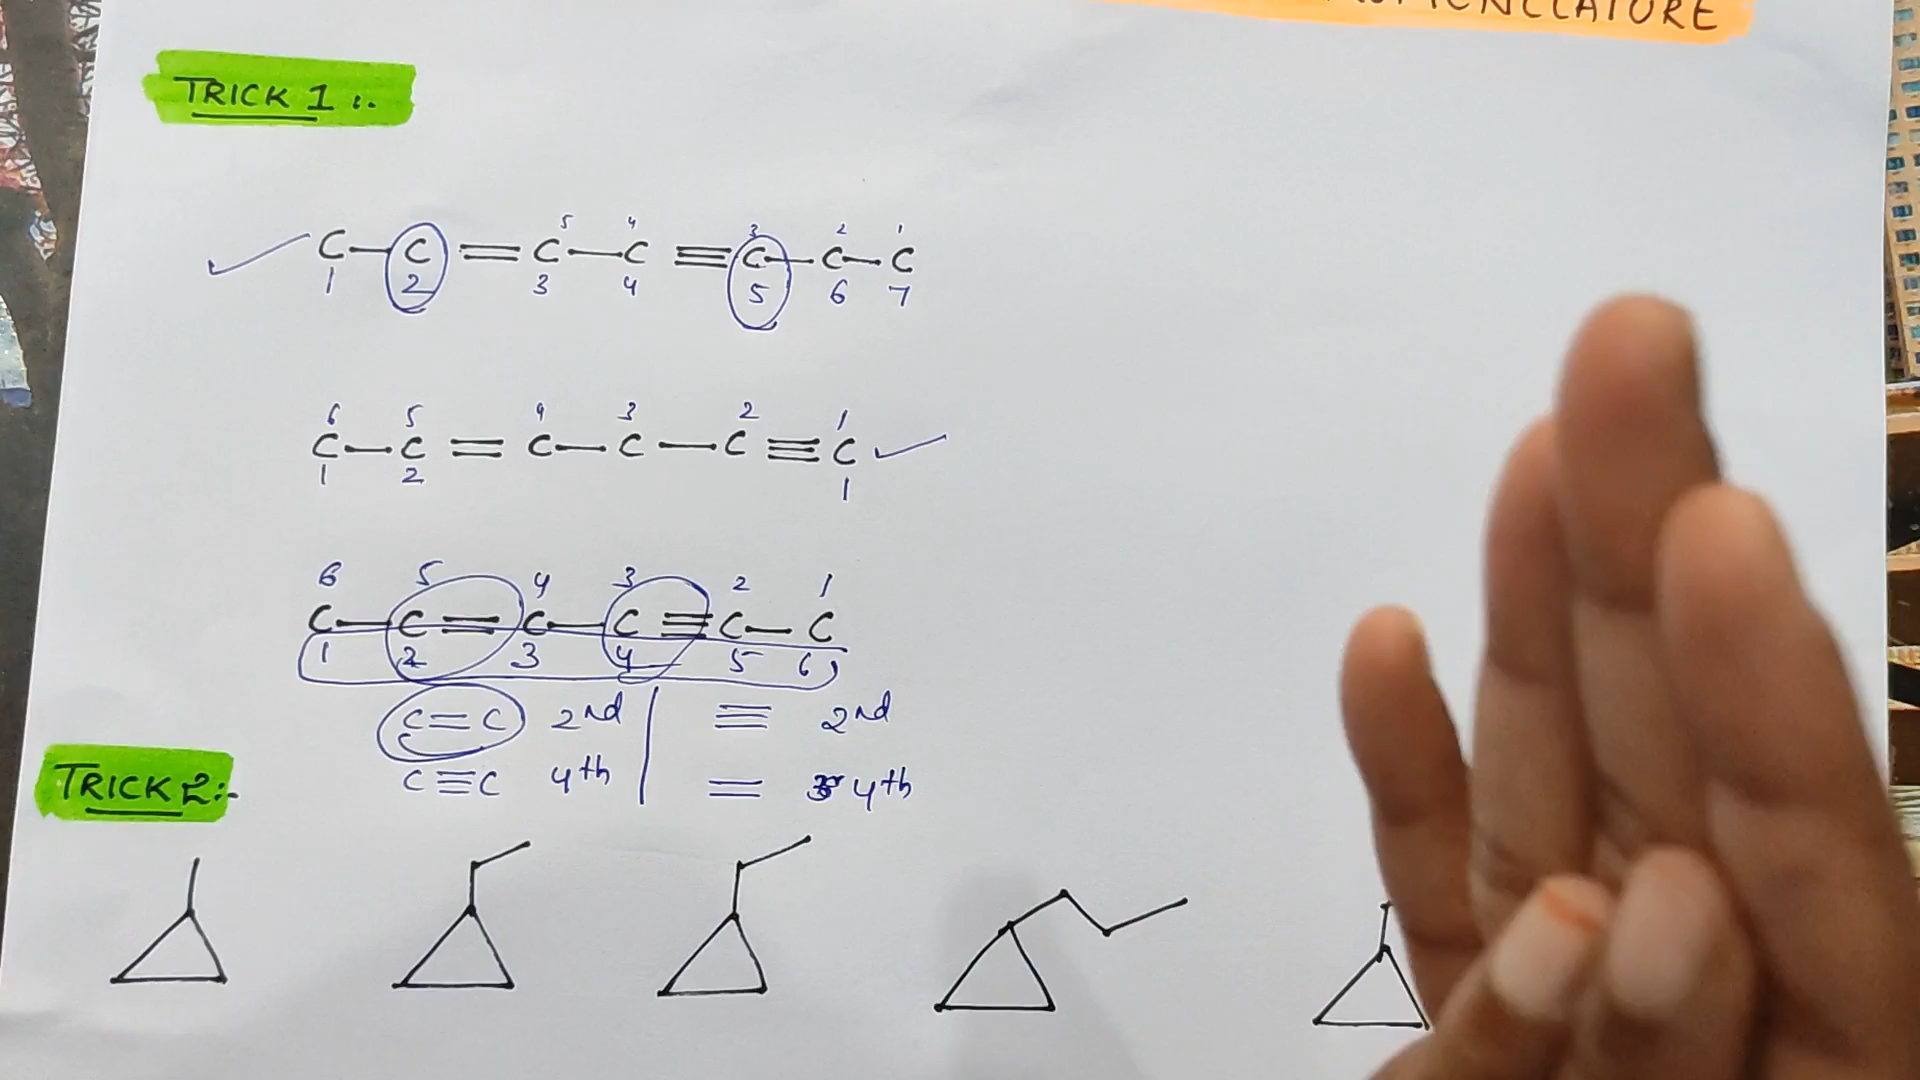 NOMENCLATURE
TRICK 1:.
5 4 3 2 1
C—C=C—C≡C—C—C
1 2 3 4 5 6 7
6 5 4 3 2 1
C—C=C—C—C≡C
1 2 1
6 5 4 3 2 1
C—C=C—C≡C—C
1 2 3 4 5 6
C=C 2nd | ≡ 2nd
C≡C 4th | = 4th
TRICK 2:-